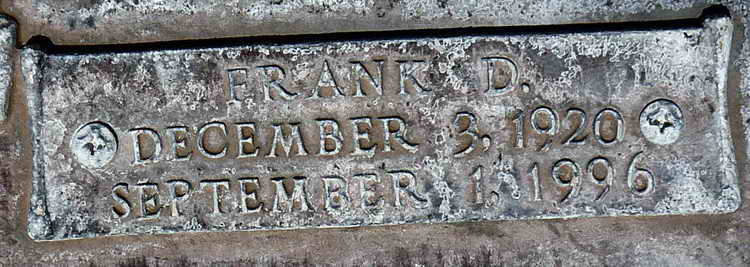 FRANK D.
DECEMBER 3, 1920
SEPTEMBER 1, 1996